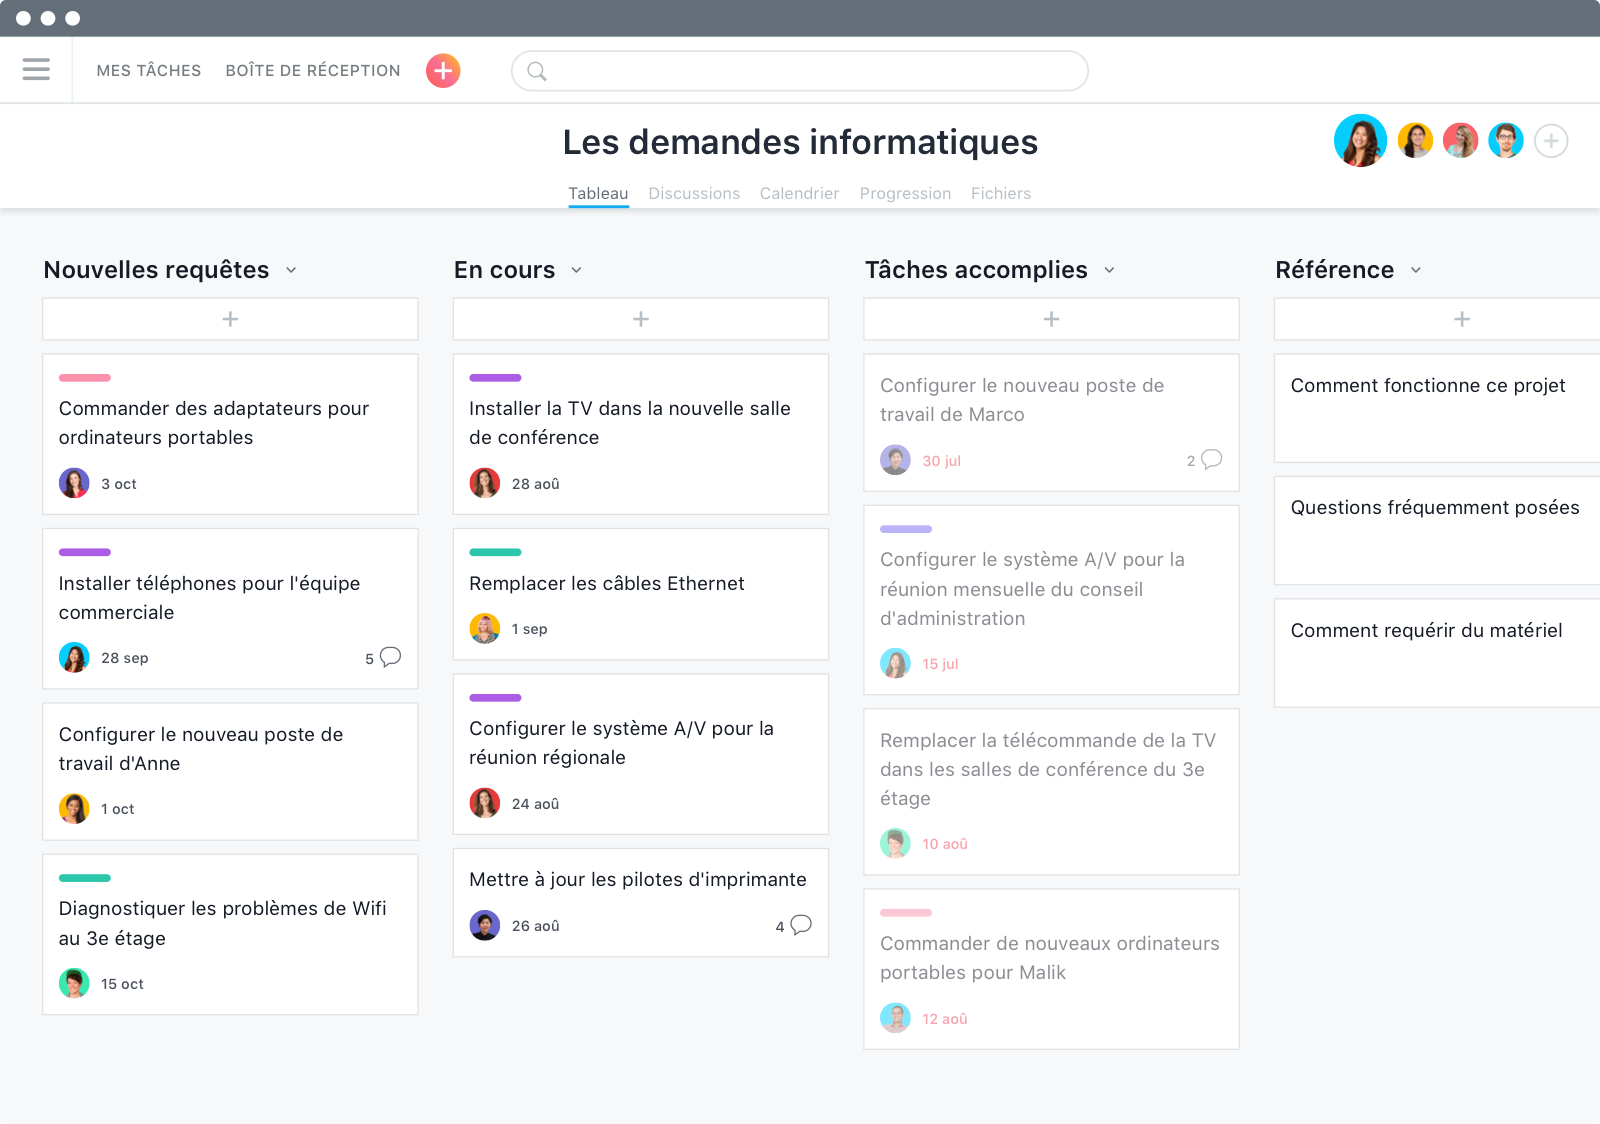 MES TÂCHES
BOÎTE DE RÉCEPTION
Les demandes informatiques
Tableau
Discussions
Calendrier
Progression
Fichiers
Nouvelles requêtes
Commander des adaptateurs pour
ordinateurs portables
3 oct
Installer téléphones pour l'équipe
commerciale
28 sep
5
Configurer le nouveau poste de
travail d'Anne
1 oct
Diagnostiquer les problèmes de Wifi
au 3e étage
15 oct
En cours
Installer la TV dans la nouvelle salle
de conférence
28 aoû
Remplacer les câbles Ethernet
1 sep
Configurer le système A/V pour la
réunion régionale
24 aoû
Mettre à jour les pilotes d'imprimante
26 aoû
4
Tâches accomplies
Configurer le nouveau poste de
travail de Marco
30 jul
2
Configurer le système A/V pour la
réunion mensuelle du conseil
d'administration
15 jul
Remplacer la télécommande de la TV
dans les salles de conférence du 3e
étage
10 aoû
Commander de nouveaux ordinateurs
portables pour Malik
12 aoû
Référence
Comment fonctionne ce projet
Questions fréquemment posées
Comment requérir du matériel